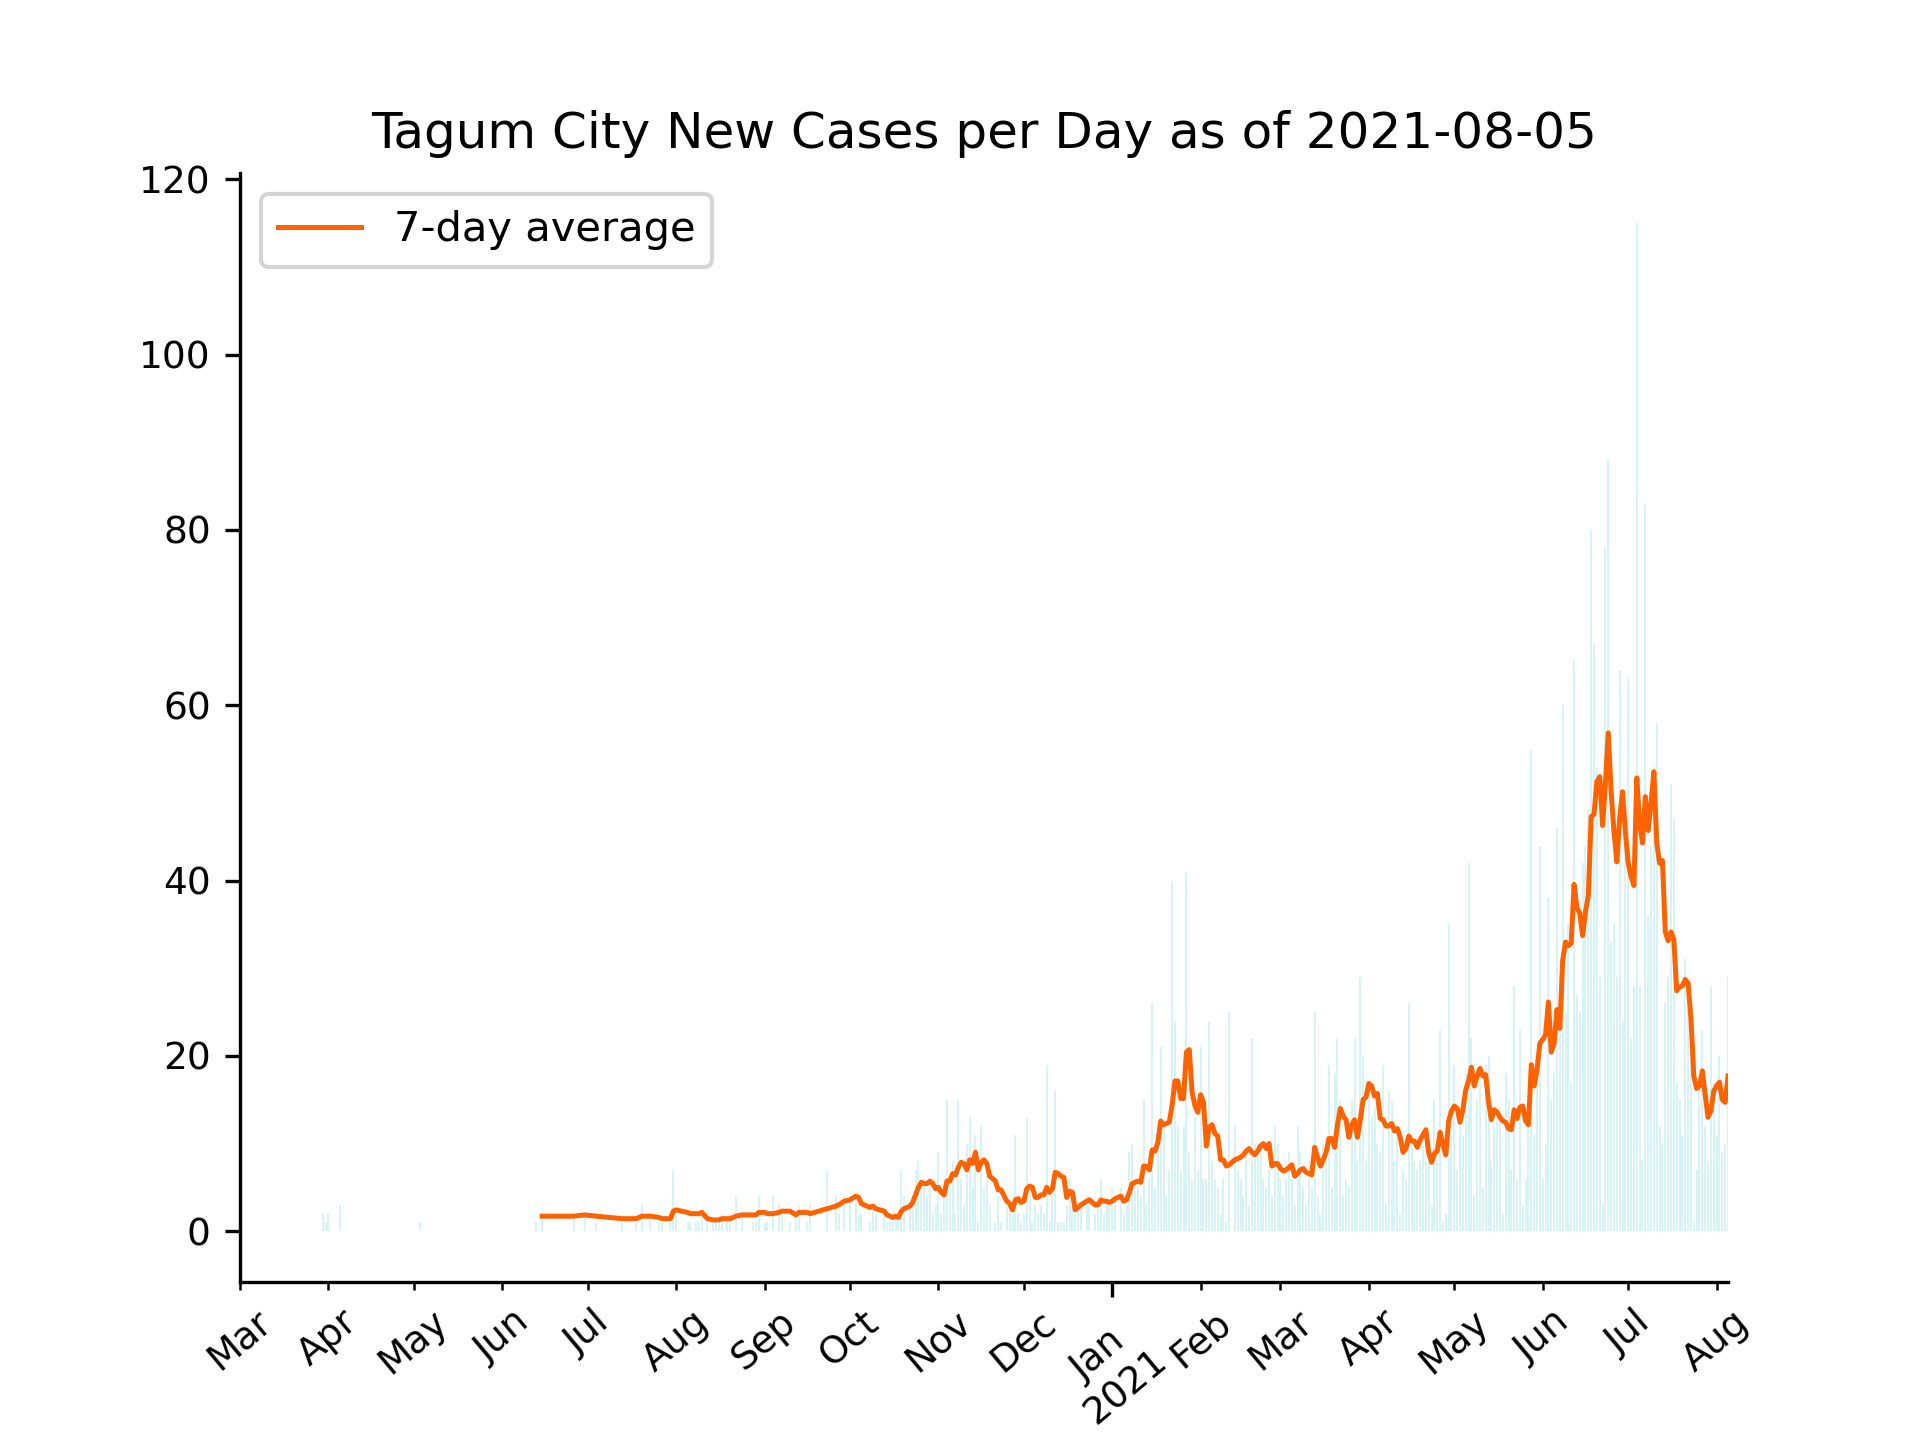 Tagum City New Cases per Day as of 2021-08-05
7-day average
120
100
80
60
40
20
0
Mar
Apr
May
Jun
Jul
Aug
Sep
Oct
Nov
Dec
Jan
2021
Feb
Mar
Apr
May
Jun
Jul
Aug